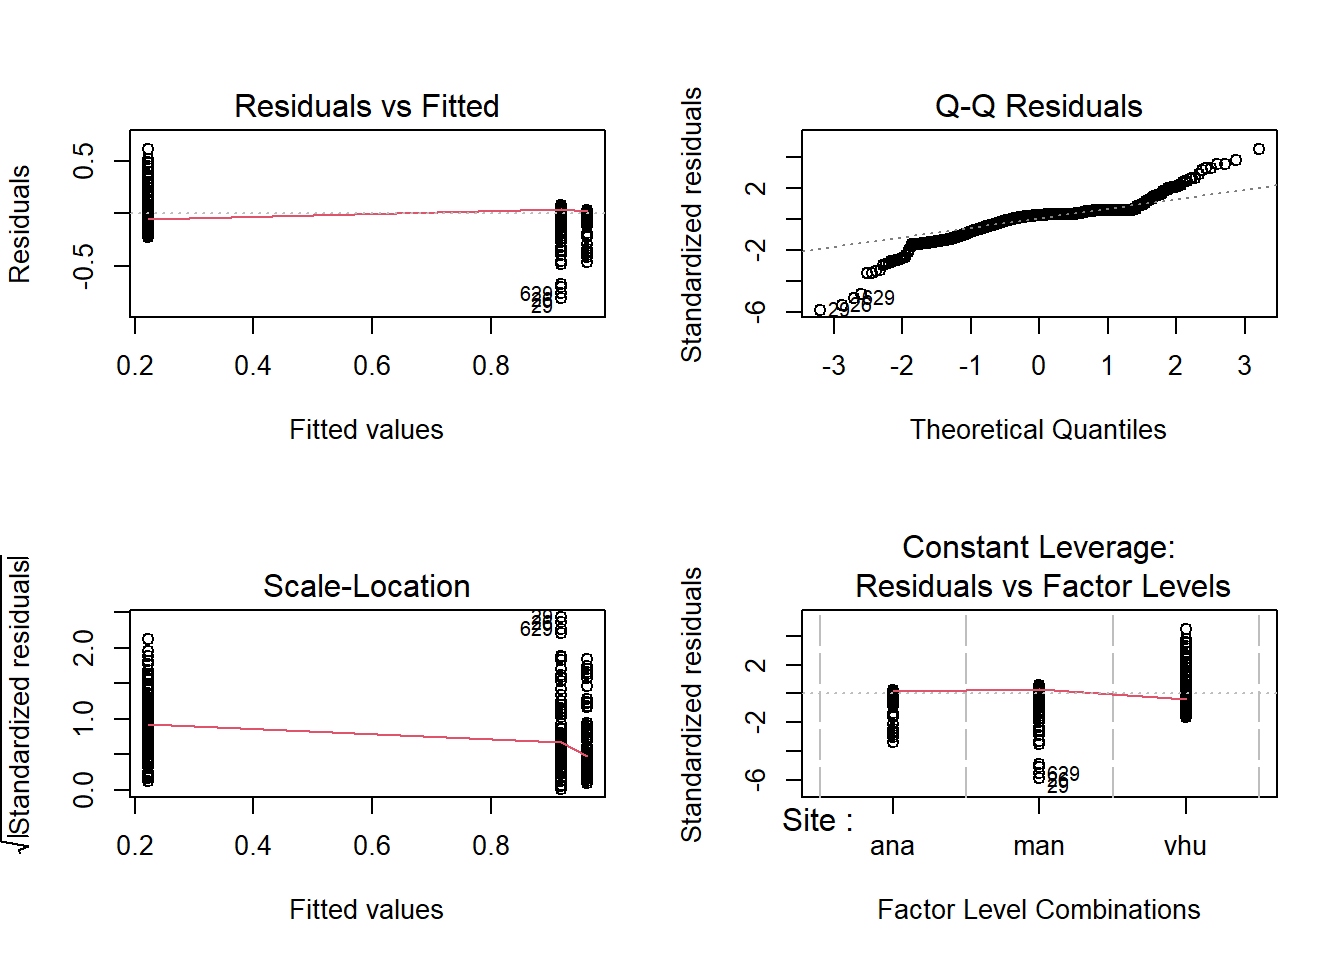 Residuals vs Fitted
Residuals
0.5
-0.5
629
29
0.2 0.4 0.6 0.8
Fitted values
Q-Q Residuals
Standardized residuals
2
-2
-6
629
26
29
-3 -2 -1 0 1 2 3
Theoretical Quantiles
Scale-Location
√|Standardized residuals|
2.0
1.0
0.0
629
0.2 0.4 0.6 0.8
Fitted values
Constant Leverage:
Residuals vs Factor Levels
Standardized residuals
2
-2
-6
629
29
Site :
ana man vhu
Factor Level Combinations